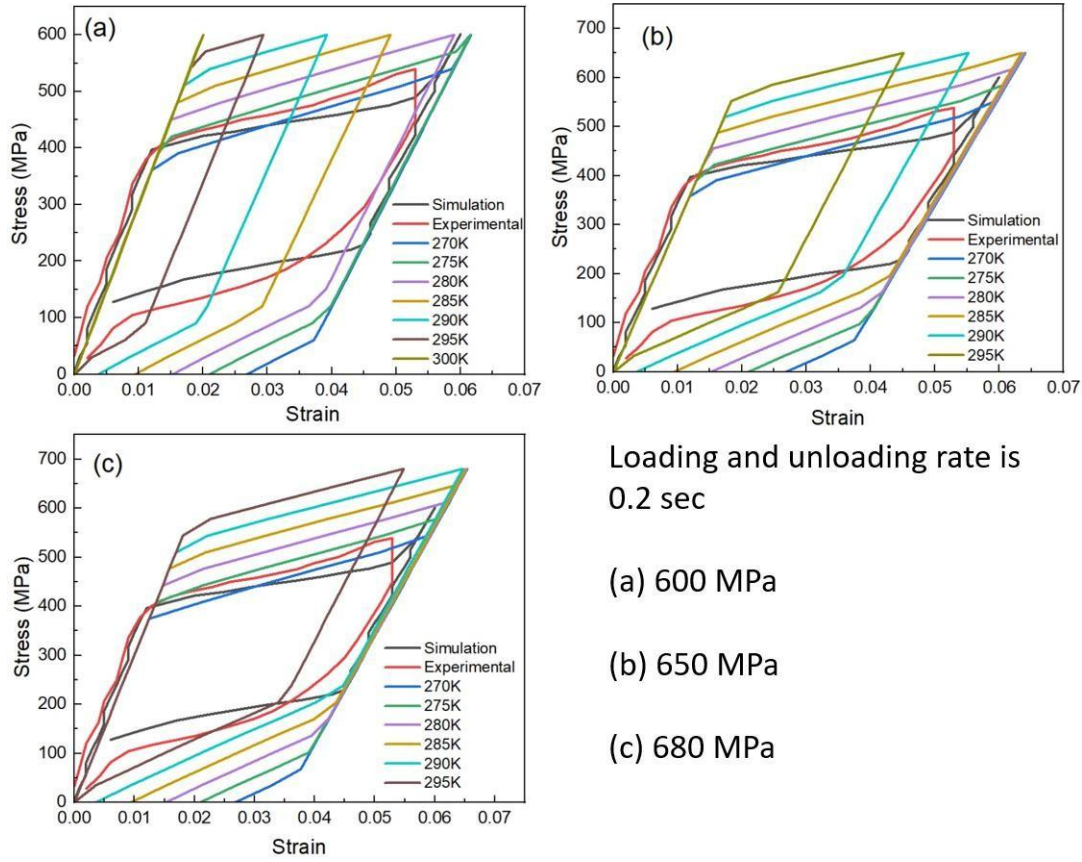 (a)
600
500
400
300
200
100
0
Stress (MPa)
0.00 0.01 0.02 0.03 0.04 0.05 0.06 0.07
Strain
Simulation
Experimental
270K
275K
280K
285K
290K
295K
300K
(b)
700
600
500
400
300
200
100
0
Stress (MPa)
0.00 0.01 0.02 0.03 0.04 0.05 0.06 0.07
Strain
Simulation
Experimental
270K
275K
280K
285K
290K
295K
(c)
700
600
500
400
300
200
100
0
Stress (MPa)
0.00 0.01 0.02 0.03 0.04 0.05 0.06 0.07
Strain
Simulation
Experimental
270K
275K
280K
285K
290K
295K
Loading and unloading rate is
0.2 sec
(a) 600 MPa
(b) 650 MPa
(c) 680 MPa